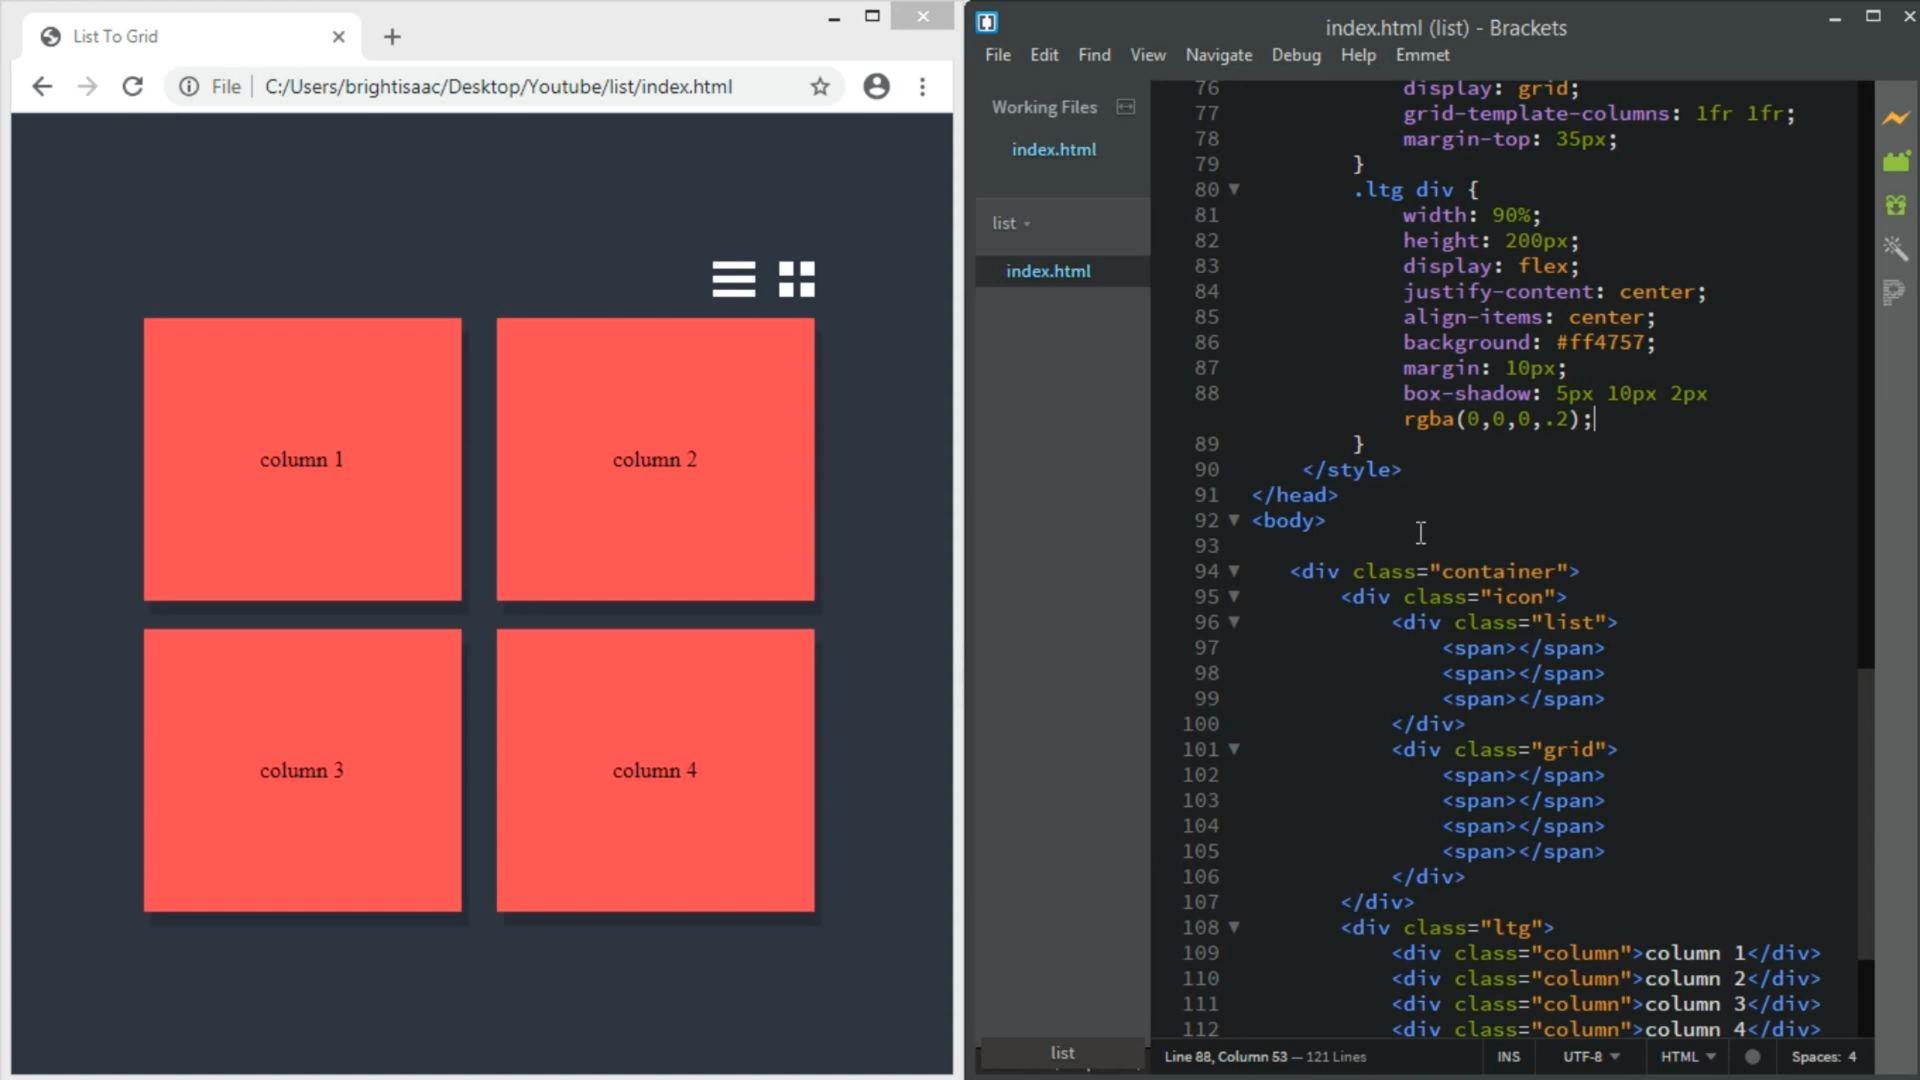 List To Grid
File
C:/Users/brightisaac/Desktop/Youtube/list/index.html
column 1
column 2
column 3
column 4
index.html (list) - Brackets
File Edit Find View Navigate Debug Help Emmet
Working Files
index.html
list
index.html
list
76 display: grid;
77 grid-template-columns: 1fr 1fr;
78 margin-top: 35px;
79 }
80 .ltg div {
81 width: 90%;
82 height: 200px;
83 display: flex;
84 justify-content: center;
85 align-items: center;
86 background: #ff4757;
87 margin: 10px;
88 box-shadow: 5px 10px 2px
rgba(0,0,0,.2);
89 }
90 </style>
91 </head>
92 <body>
93
94 <div class="container">
95 <div class="icon">
96 <div class="list">
97 <span></span>
98 <span></span>
99 <span></span>
100 </div>
101 <div class="grid">
102 <span></span>
103 <span></span>
104 <span></span>
105 <span></span>
106 </div>
107 </div>
108 <div class="ltg">
109 <div class="column">column 1</div>
110 <div class="column">column 2</div>
111 <div class="column">column 3</div>
112 <div class="column">column 4</div>
Line 88, Column 53 — 121 Lines
INS UTF-8 HTML Spaces: 4